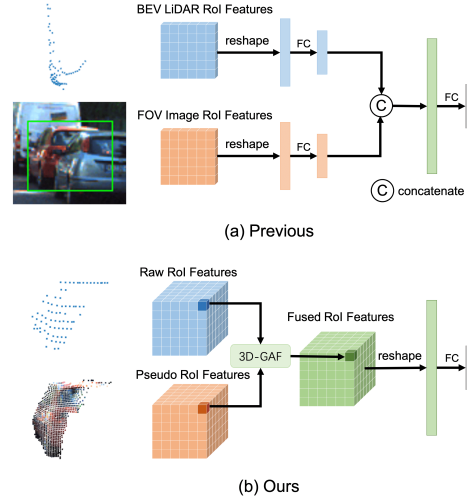 BEV LiDAR RoI Features
reshape
FC
FOV Image RoI Features
reshape
FC
C
FC
C concatenate
(a) Previous
Raw RoI Features
Fused RoI Features
3D-GAF
reshape
FC
Pseudo RoI Features
(b) Ours